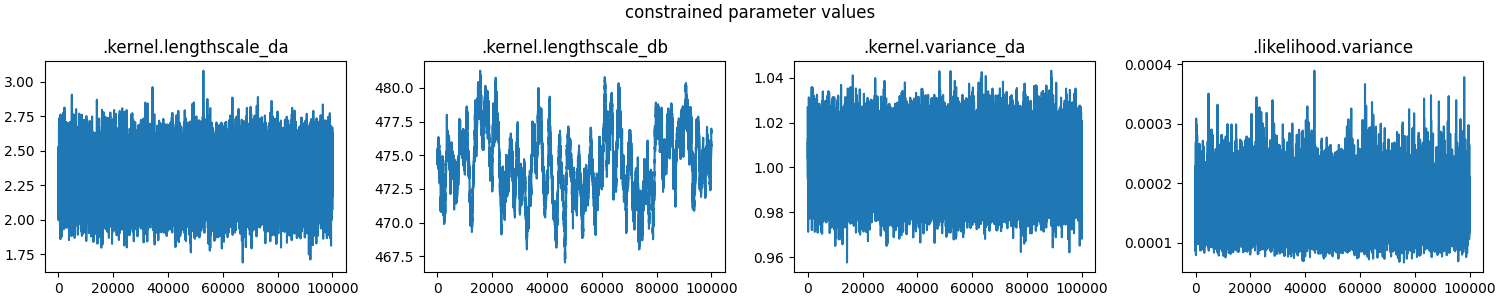 constrained parameter values
.kernel.lengthscale_da
.kernel.lengthscale_db
.kernel.variance_da
.likelihood.variance
3.00
2.75
2.50
2.25
2.00
1.75
0 20000 40000 60000 80000 100000
480.0
477.5
475.0
472.5
470.0
467.5
0 20000 40000 60000 80000 100000
1.04
1.02
1.00
0.98
0.96
0 20000 40000 60000 80000 100000
0.0004
0.0003
0.0002
0.0001
0 20000 40000 60000 80000 100000